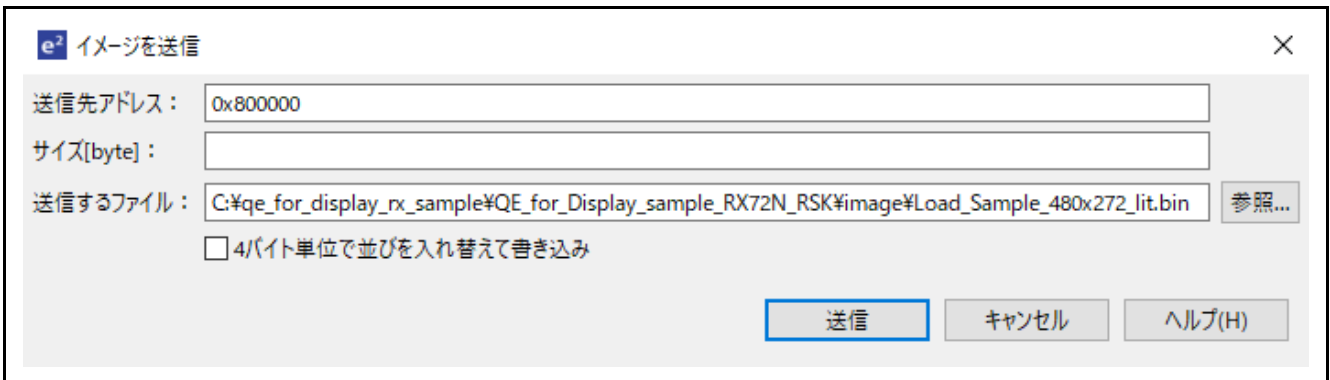 e² イメージを送信
送信先アドレス： 0x800000
サイズ[byte]：
送信するファイル： C:¥qe_for_display_rx_sample¥QE_for_Display_sample_RX72N_RSK¥image¥Load_Sample_480x272_lit.bin 参照...
4バイト単位で並びを入れ替えて書き込み
送信 キャンセル ヘルプ(H)